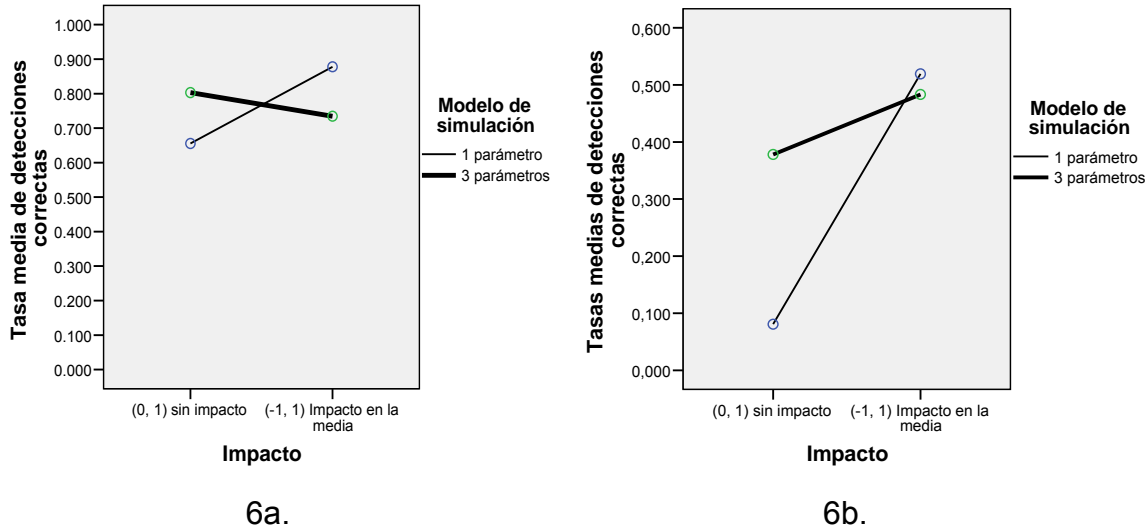 1.000
0.900
0.800
0.700
0.600
0.500
0.400
0.300
0.200
0.100
0.000
Tasa media de detecciones
correctas
(0, 1) sin impacto
(-1, 1) Impacto en la
media
Impacto
Modelo de
simulación
1 parámetro
3 parámetros
6a.
0,600
0,500
0,400
0,300
0,200
0,100
0,000
Tasas medias de detecciones
correctas
(0, 1) sin impacto
(-1, 1) Impacto en la
media
Impacto
Modelo de
simulación
1 parámetro
3 parámetros
6b.